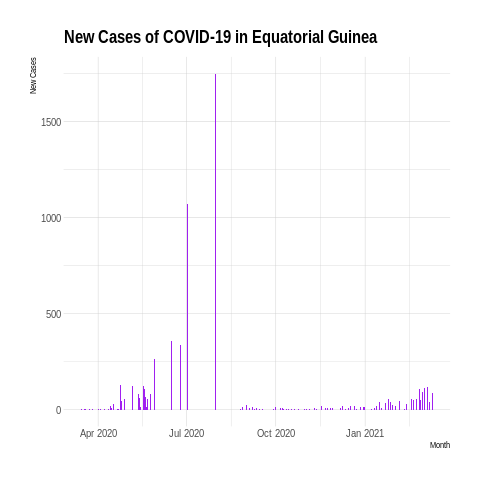 New Cases of COVID-19 in Equatorial Guinea
New Cases
1500
1000
500
0
Apr 2020 Jul 2020 Oct 2020 Jan 2021
Month